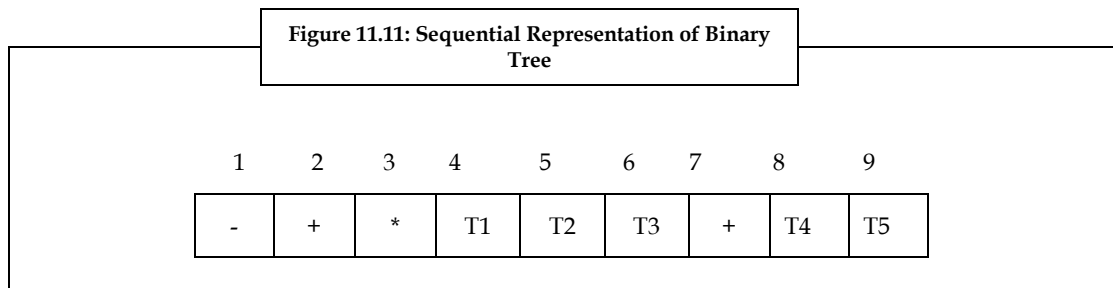 Figure 11.11: Sequential Representation of Binary
Tree
1 2 3 4 5 6 7 8 9
- + * T1 T2 T3 + T4 T5